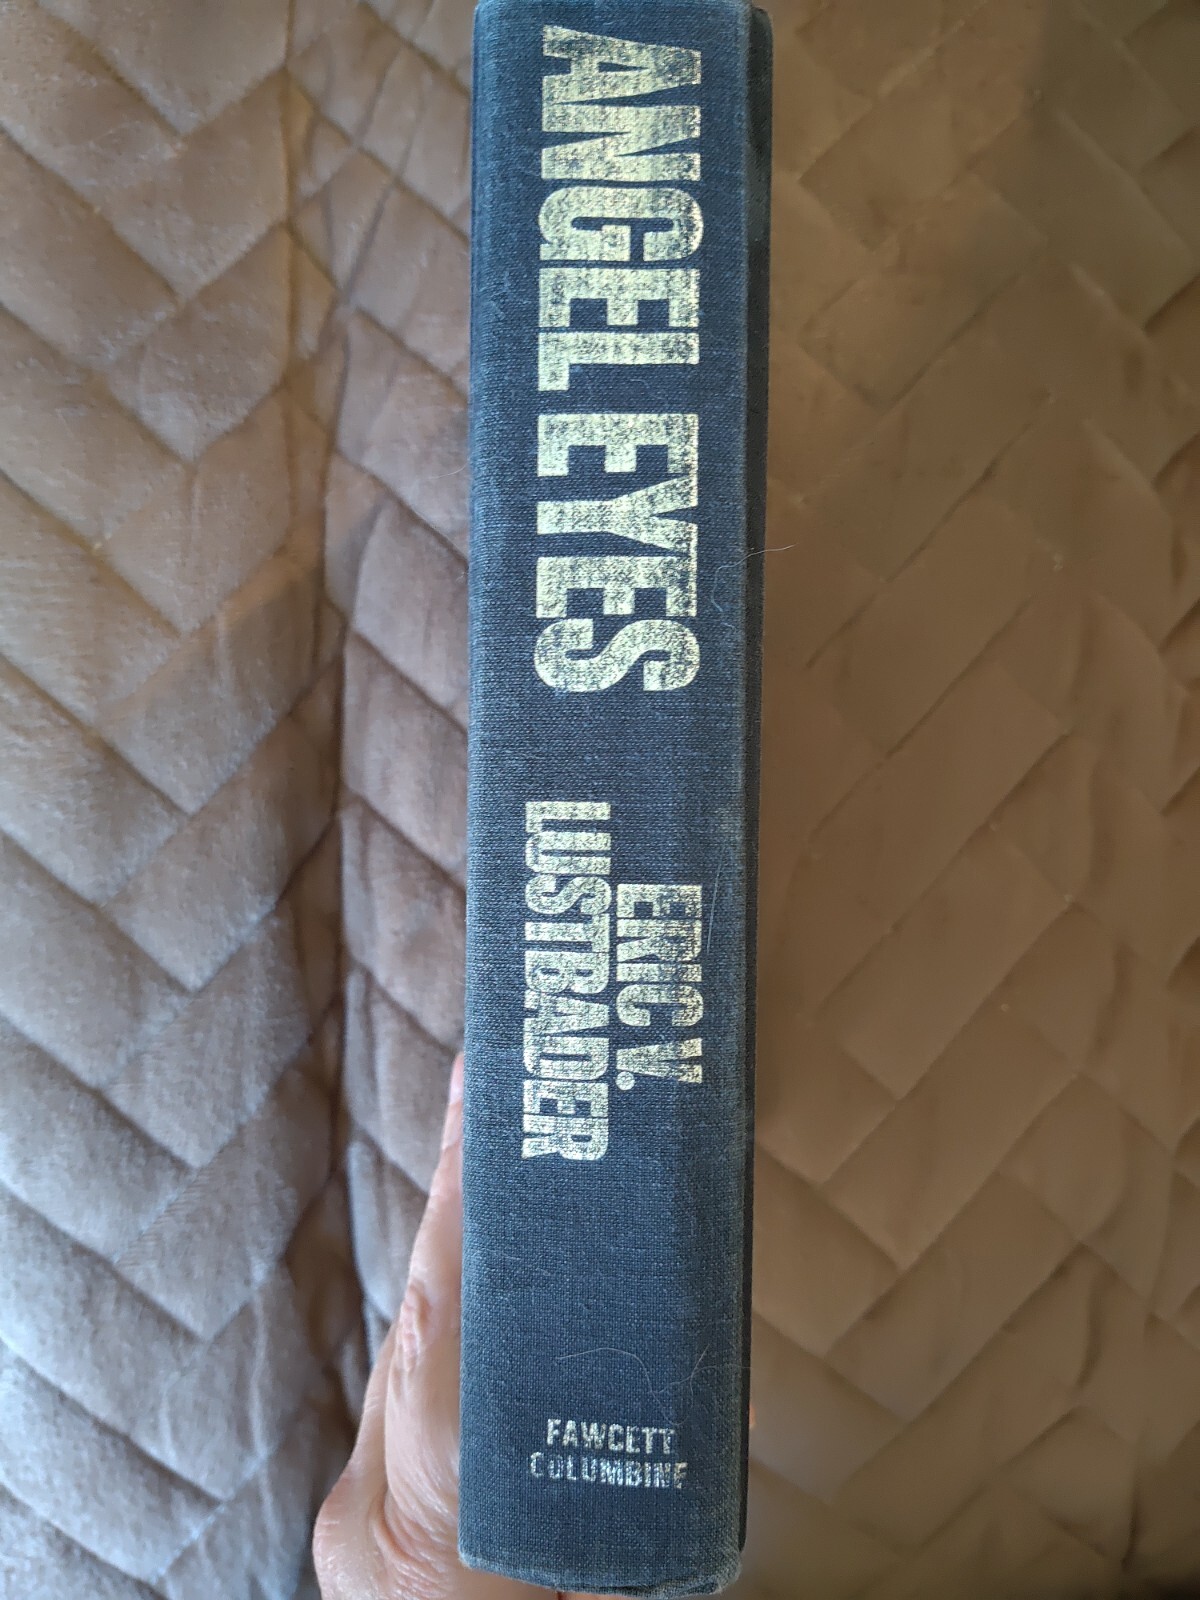 ANGEL EYES
ERIC V.
LUSTBADER
FAWCETT
COLUMBINE